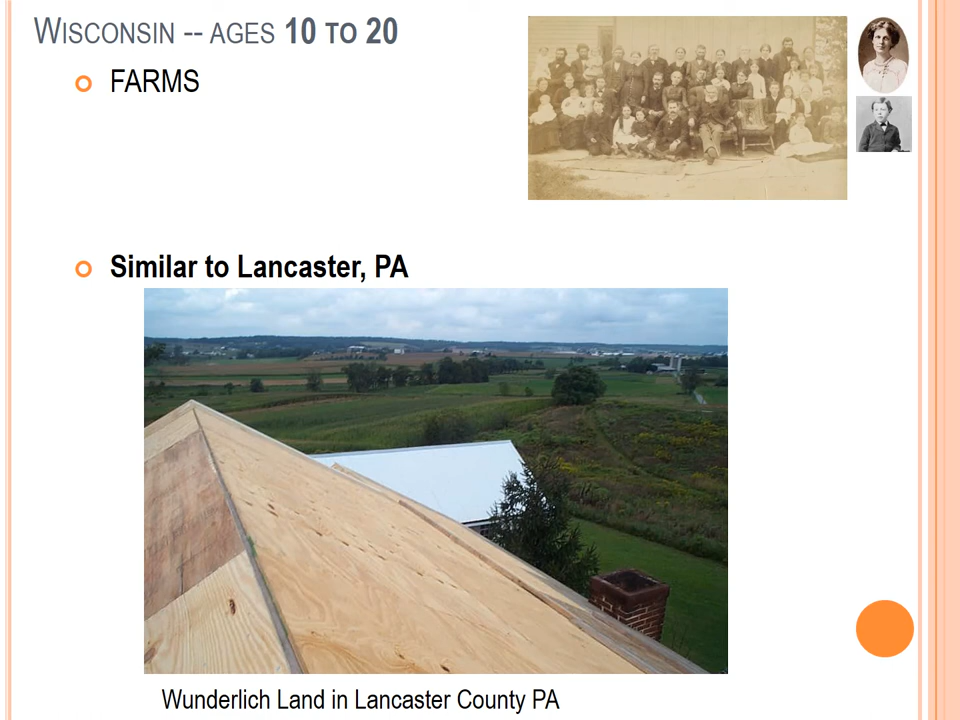 WISCONSIN -- AGES 10 TO 20
FARMS
Similar to Lancaster, PA
Wunderlich Land in Lancaster County PA